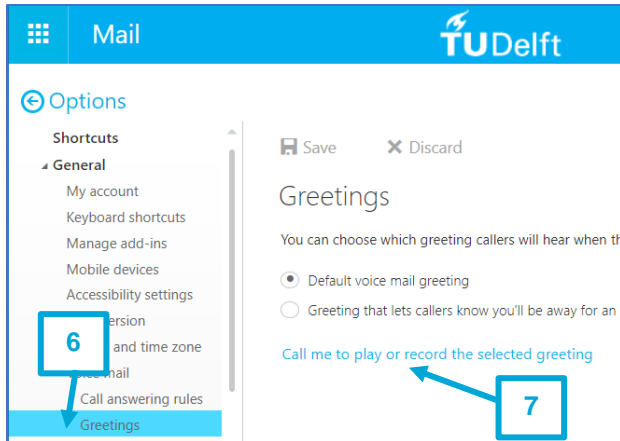 Mail
TUDelft
Options
Shortcuts
General
My account
Keyboard shortcuts
Manage add-ins
Mobile devices
Accessibility settings
and time zone
mail
Call answering rules
Greetings
6
Save
Discard
Greetings
You can choose which greeting callers will hear when
Default voice mail greeting
Greeting that lets callers know you'll be away for an
Call me to play or record the selected greeting
7